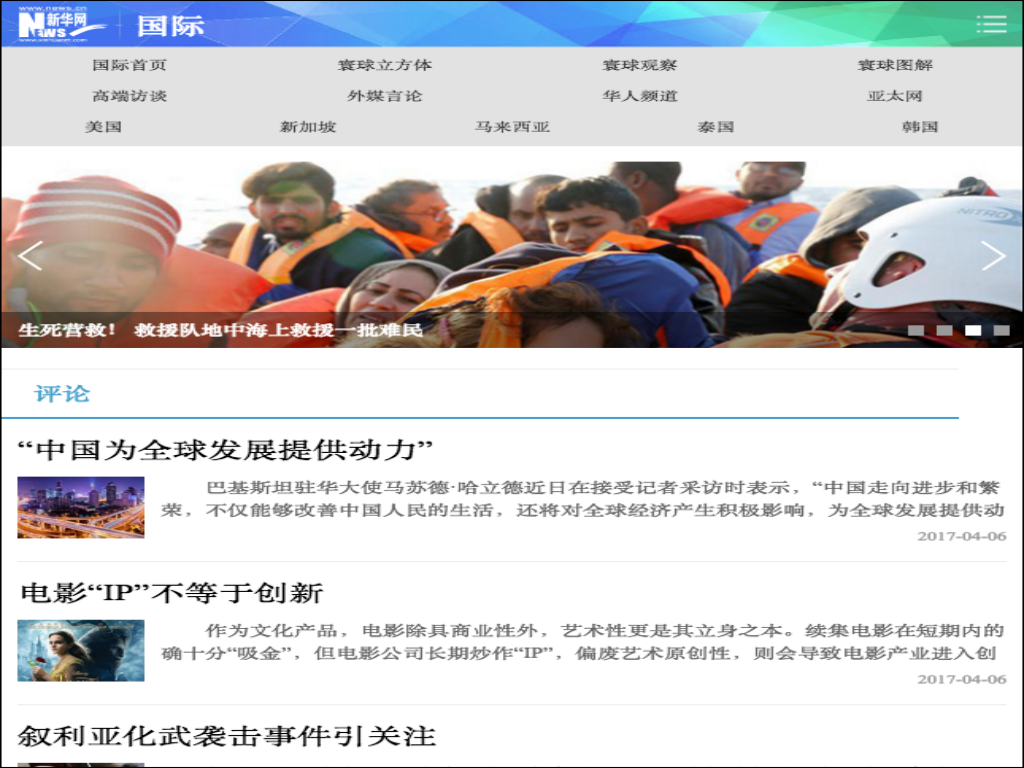 www.news.cn
新华网
NEWS
www.xinhuanet.com
国际
国际首页 寰球立方体 寰球观察 寰球图解
高端访谈 外媒言论 华人频道 亚太网
美国 新加坡 马来西亚 泰国 韩国
NITRO
生死营救！ 救援队地中海上救援一批难民
评论
“中国为全球发展提供动力”
巴基斯坦驻华大使马苏德·哈立德近日在接受记者采访时表示，“中国走向进步和繁
荣，不仅能够改善中国人民的生活，还将对全球经济产生积极影响，为全球发展提供动
2017-04-06
电影“IP”不等于创新
作为文化产品，电影除具商业性外，艺术性更是其立身之本。续集电影在短期内的
确十分“吸金”，但电影公司长期炒作“IP”，偏废艺术原创性，则会导致电影产业进入创
2017-04-06
叙利亚化武袭击事件引关注